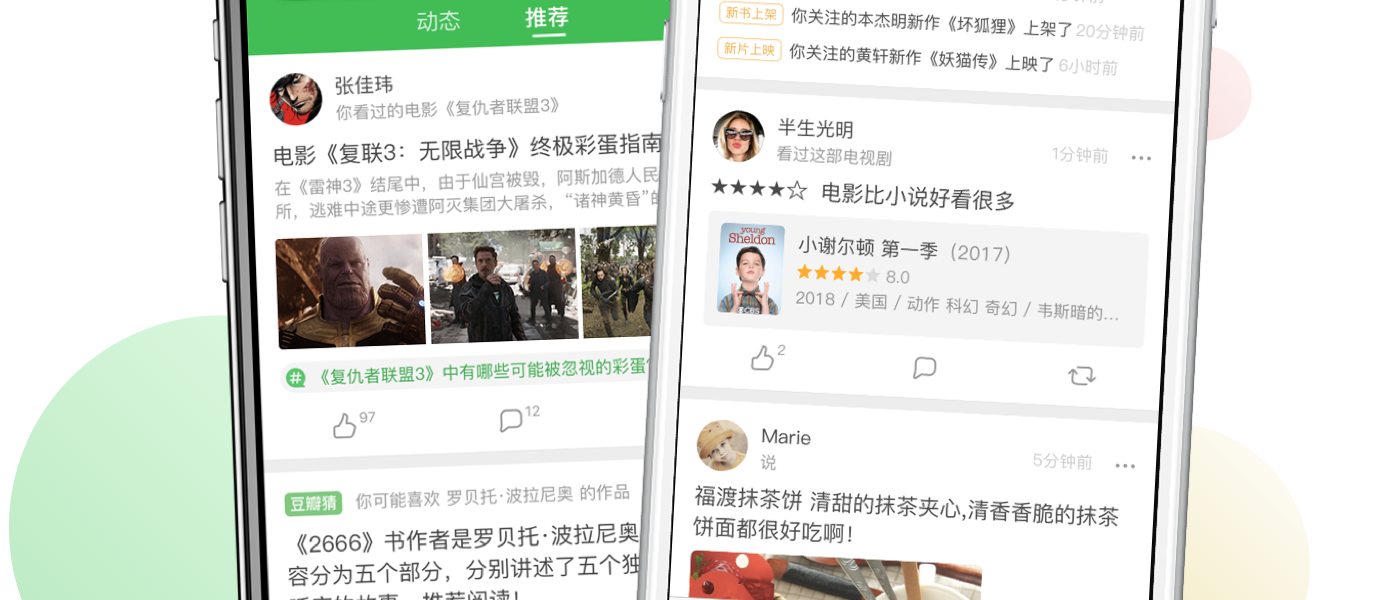 动态 推荐
张佳玮
你看过的电影《复仇者联盟3》
电影《复联3：无限战争》终极彩蛋指南
在《雷神3》结尾中，由于仙宫被毁，阿斯加德人民
所，逃难中途更惨遭阿灭集团大屠杀，“诸神黄昏”的
#《复仇者联盟3》中有哪些可能被忽视的彩蛋
97 12
豆瓣猜 你可能喜欢 罗贝托·波拉尼奥 的作品
《2666》书作者是罗贝托·波拉尼奥
容分为五个部分，分别讲述了五个独
新书上架 你关注的本杰明新作《坏狐狸》上架了 20分钟前
新片上映 你关注的黄轩新作《妖猫传》上映了 6小时前
半生光明
看过这部电视剧 1分钟前
★★★★☆ 电影比小说好看很多
young
Sheldon
CBS
小谢尔顿 第一季（2017）
8.0
2018 / 美国 / 动作 科幻 奇幻 / 韦斯暗的...
2
Marie
说 5分钟前
福渡抹茶饼 清甜的抹茶夹心,清香香脆的抹茶
饼面都很好吃啊！